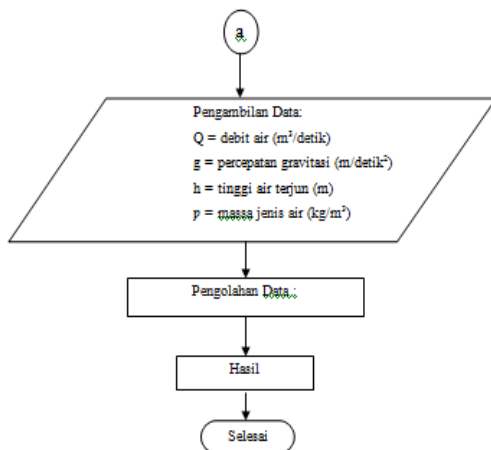 a
Pengambilan Data:
Q = debit air (m³/detik)
g = percepatan gravitasi (m/detik²)
h = tinggi air terjun (m)
p = massa jenis air (kg/m³)
Pengolahan Data :
Hasil
Selesai